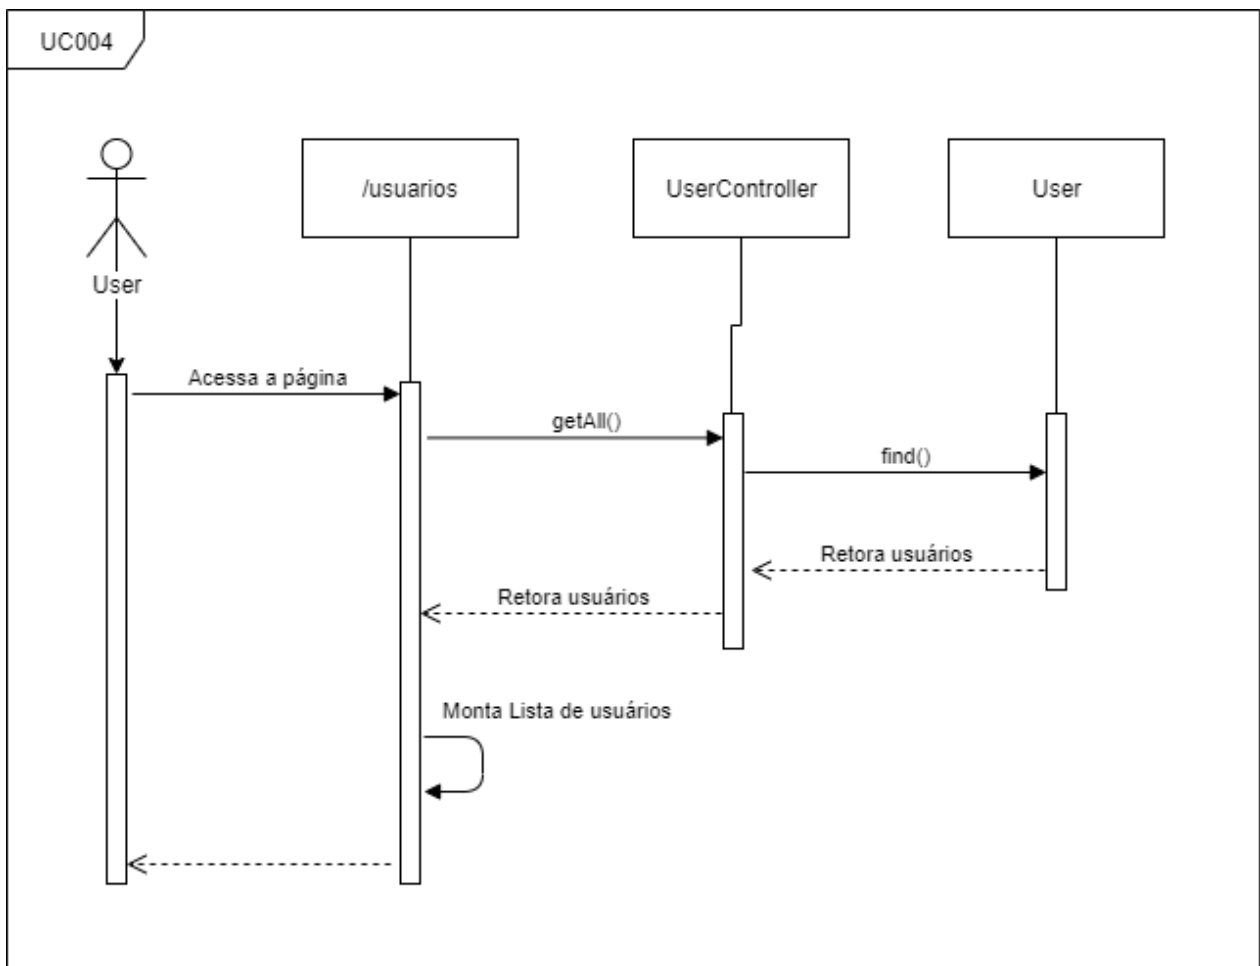 UC004
/usuarios
UserController
User
User
Acessa a página
getAll()
find()
Retora usuários
Retora usuários
Monta Lista de usuários